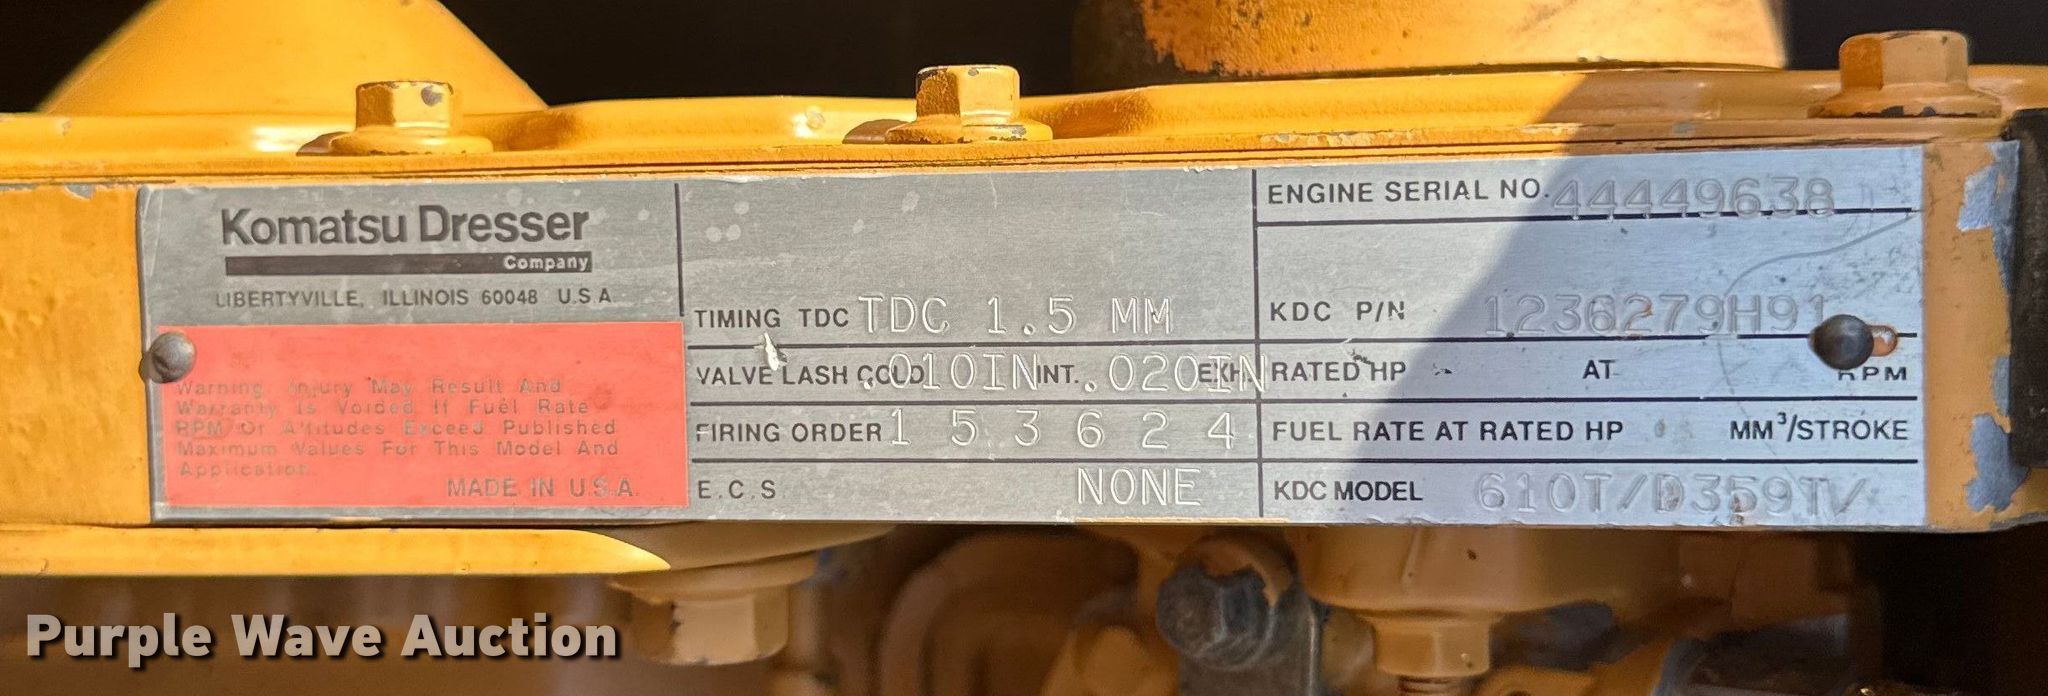 Komatsu Dresser
Company
LIBERTYVILLE, ILLINOIS 60048 U.S.A
Warning. Injury May Result And
Warranty Is Voided If Fuel Rate
RPM Or Altitudes Exceed Published
Maximum Values For This Model And
Application.
MADE IN U.S.A.
TIMING TDC TDC 1.5 MM
VALVE LASH COLD .010IN INT. .020IN EXH.
FIRING ORDER 1 5 3 6 2 4
E.C.S. NONE
ENGINE SERIAL NO. 44449638
KDC P/N 1236279H91
RATED HP AT RPM
FUEL RATE AT RATED HP MM³/STROKE
KDC MODEL 610T/D359TV
Purple Wave Auction